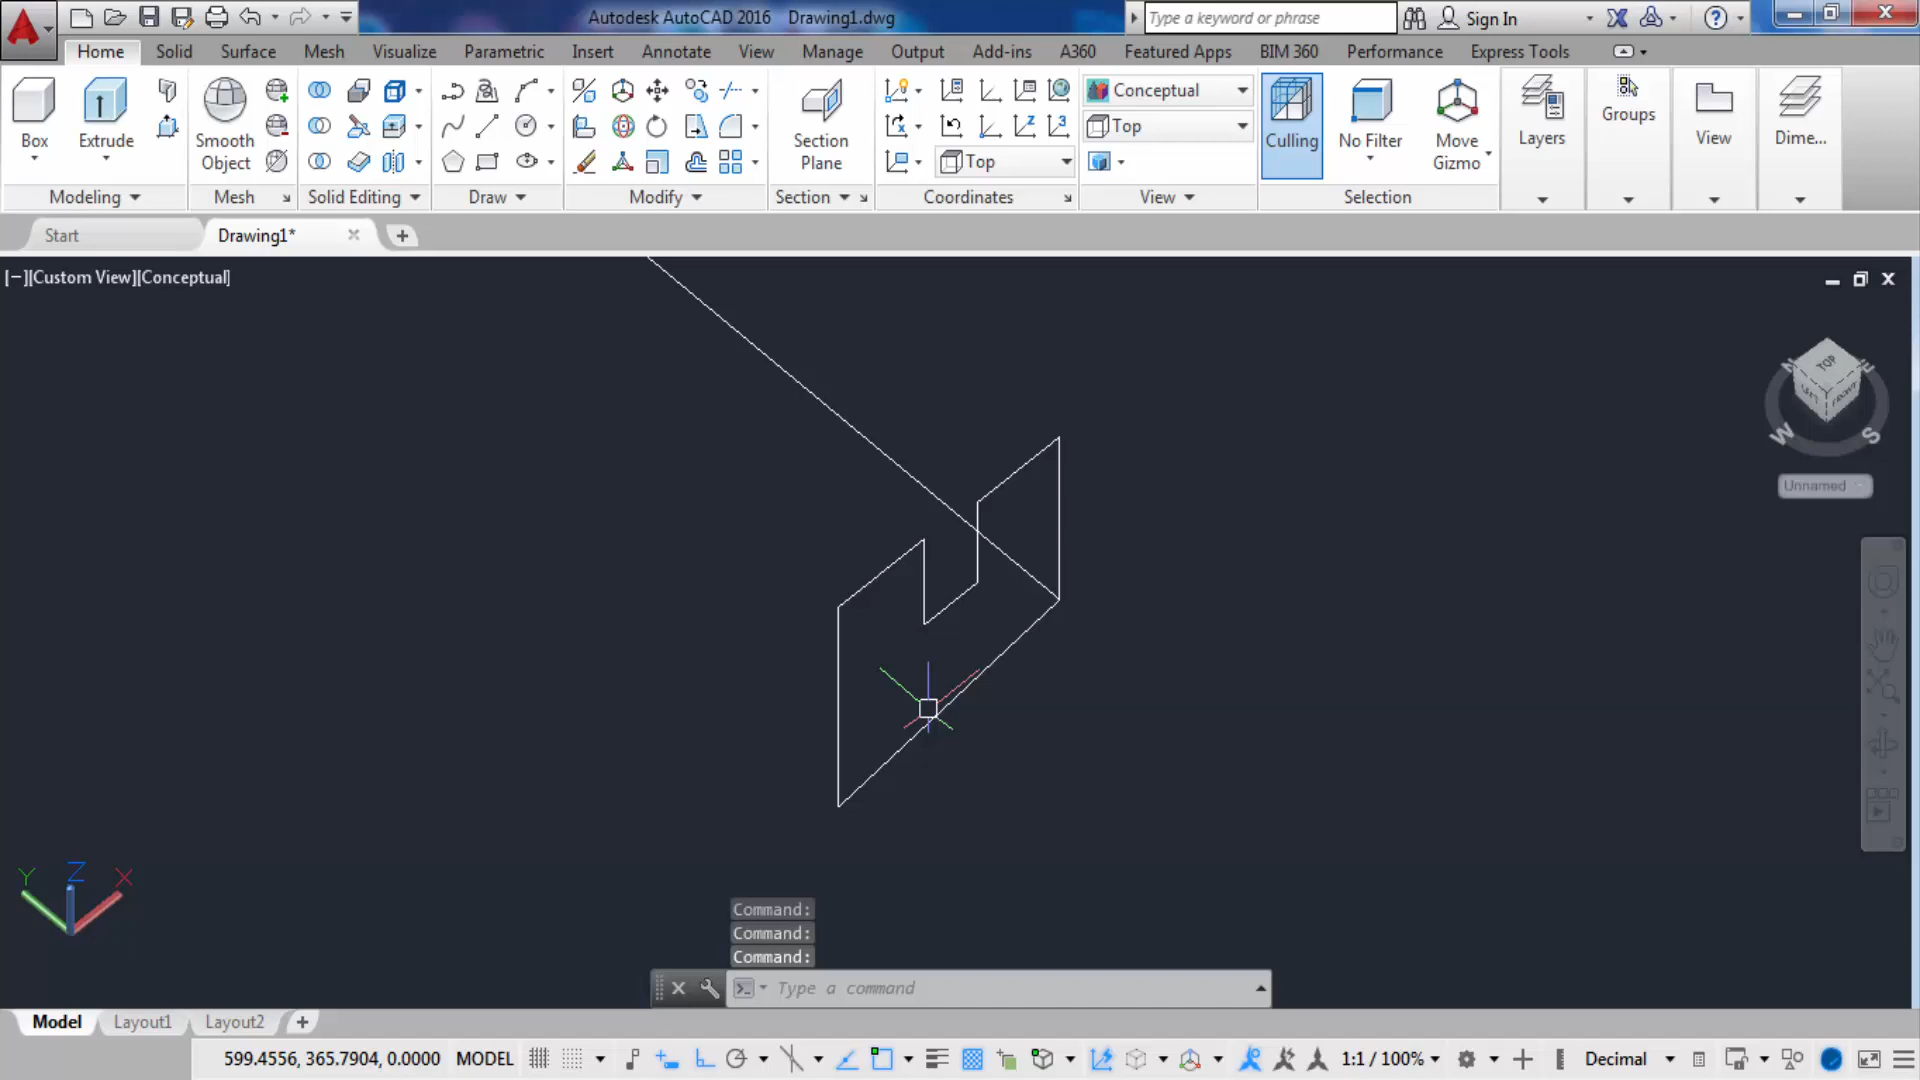 Autodesk AutoCAD 2016 Drawing1.dwg
Type a keyword or phrase
Sign In
Home Solid Surface Mesh Visualize Parametric Insert Annotate View Manage Output Add-ins A360 Featured Apps BIM 360 Performance Express Tools
Box
Extrude
Smooth
Object
Section
Plane
Conceptual
Top
Top
Culling
No Filter
Move
Gizmo
Layers
Groups
View
Dime...
Modeling Mesh Solid Editing Draw Modify Section Coordinates View Selection
Start
Drawing1*
[−][Custom View][Conceptual]
TOP
LEFT
FRONT
N
E
W
S
Unnamed
Y
Z
X
Command:
Command:
Command:
Type a command
Model Layout1 Layout2
599.4556, 365.7904, 0.0000 MODEL 1:1 / 100% Decimal